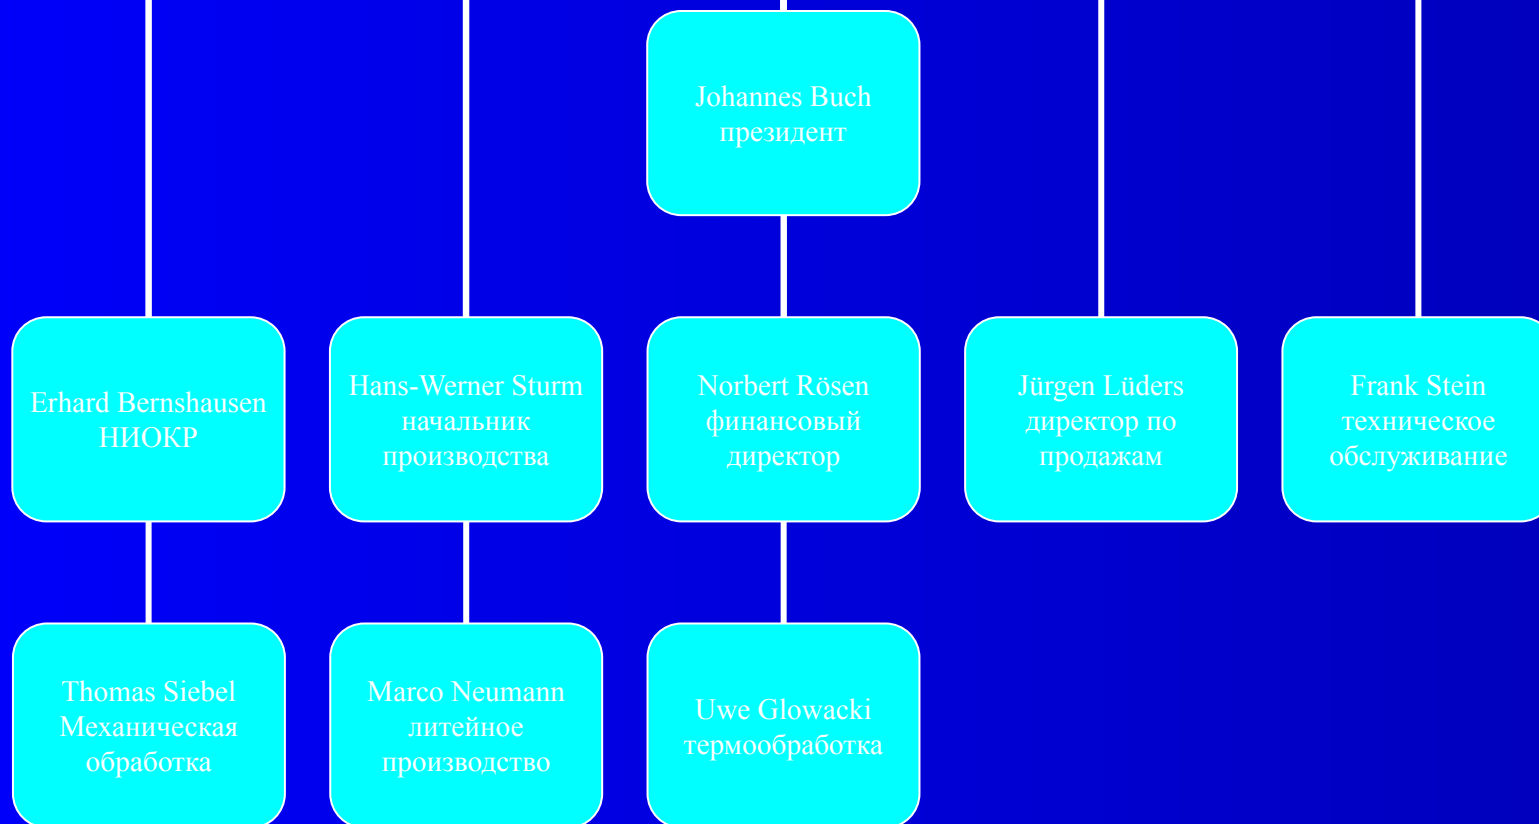 Johannes Buch
президент
Erhard Bernshausen
НИОКР
Hans-Werner Sturm
начальник
производства
Norbert Rösen
финансовый
директор
Jürgen Lüders
директор по
продажам
Frank Stein
техническое
обслуживание
Thomas Siebel
Механическая
обработка
Marco Neumann
литейное
производство
Uwe Glowacki
термообработка